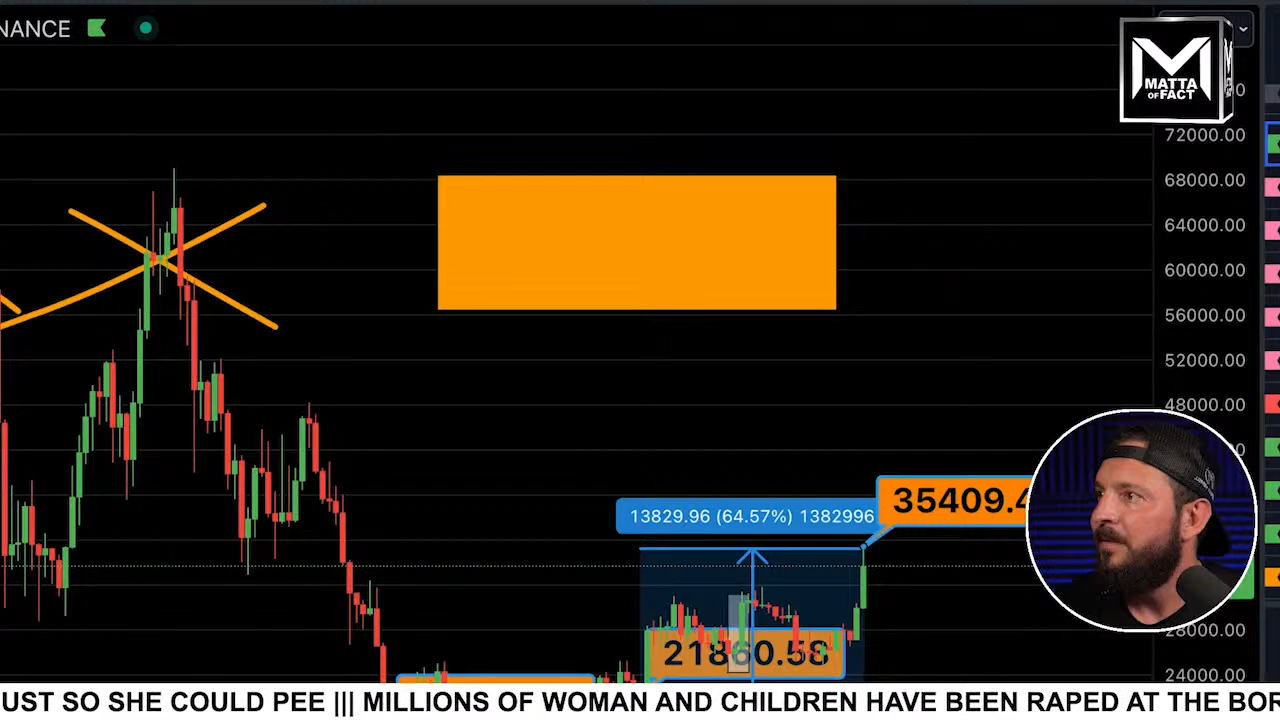 NANCE
MATTA
OF FACT
72000.00
68000.00
64000.00
60000.00
56000.00
52000.00
48000.00
13829.96 (64.57%) 1382996
35409.4
21860.58
28000.00
24000.00
UST SO SHE COULD PEE ||| MILLIONS OF WOMAN AND CHILDREN HAVE BEEN RAPED AT THE BOR